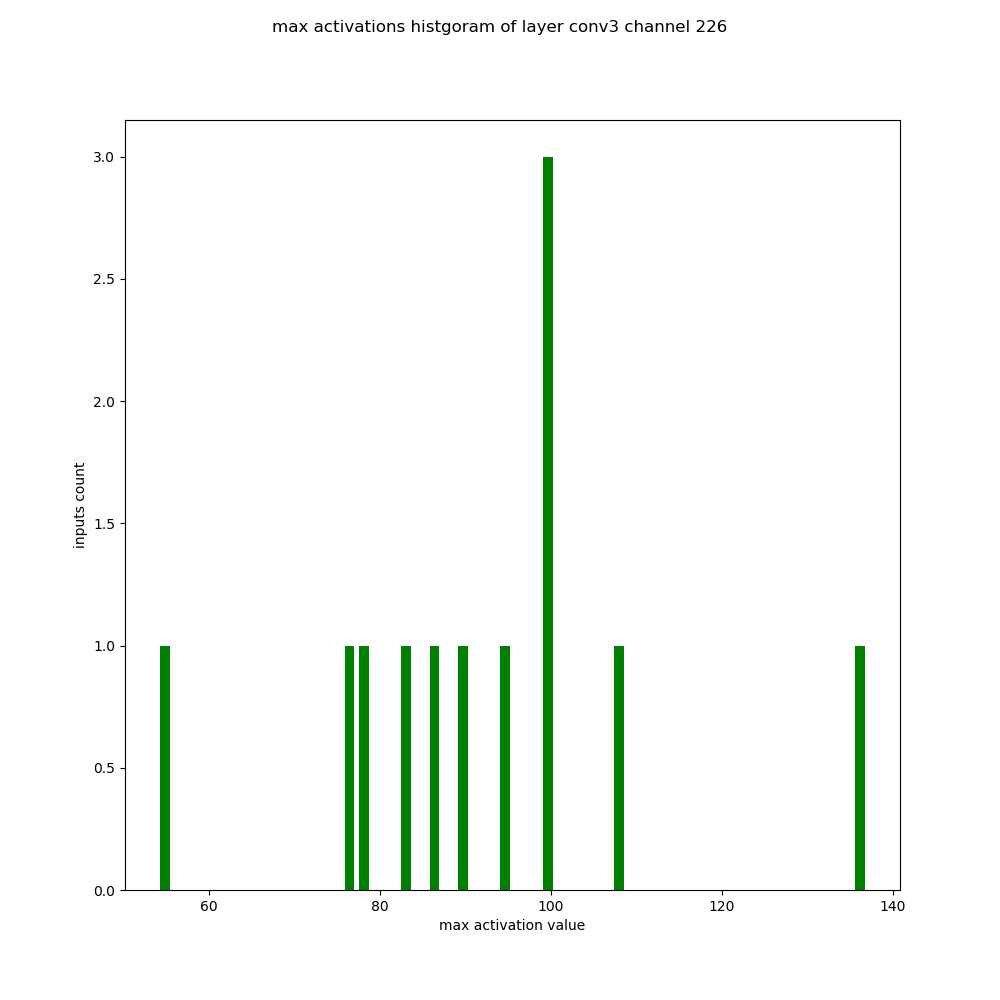 max activations histgoram of layer conv3 channel 226
3.0
2.5
2.0
1.5
1.0
0.5
0.0
inputs count
60 80 100 120 140
max activation value